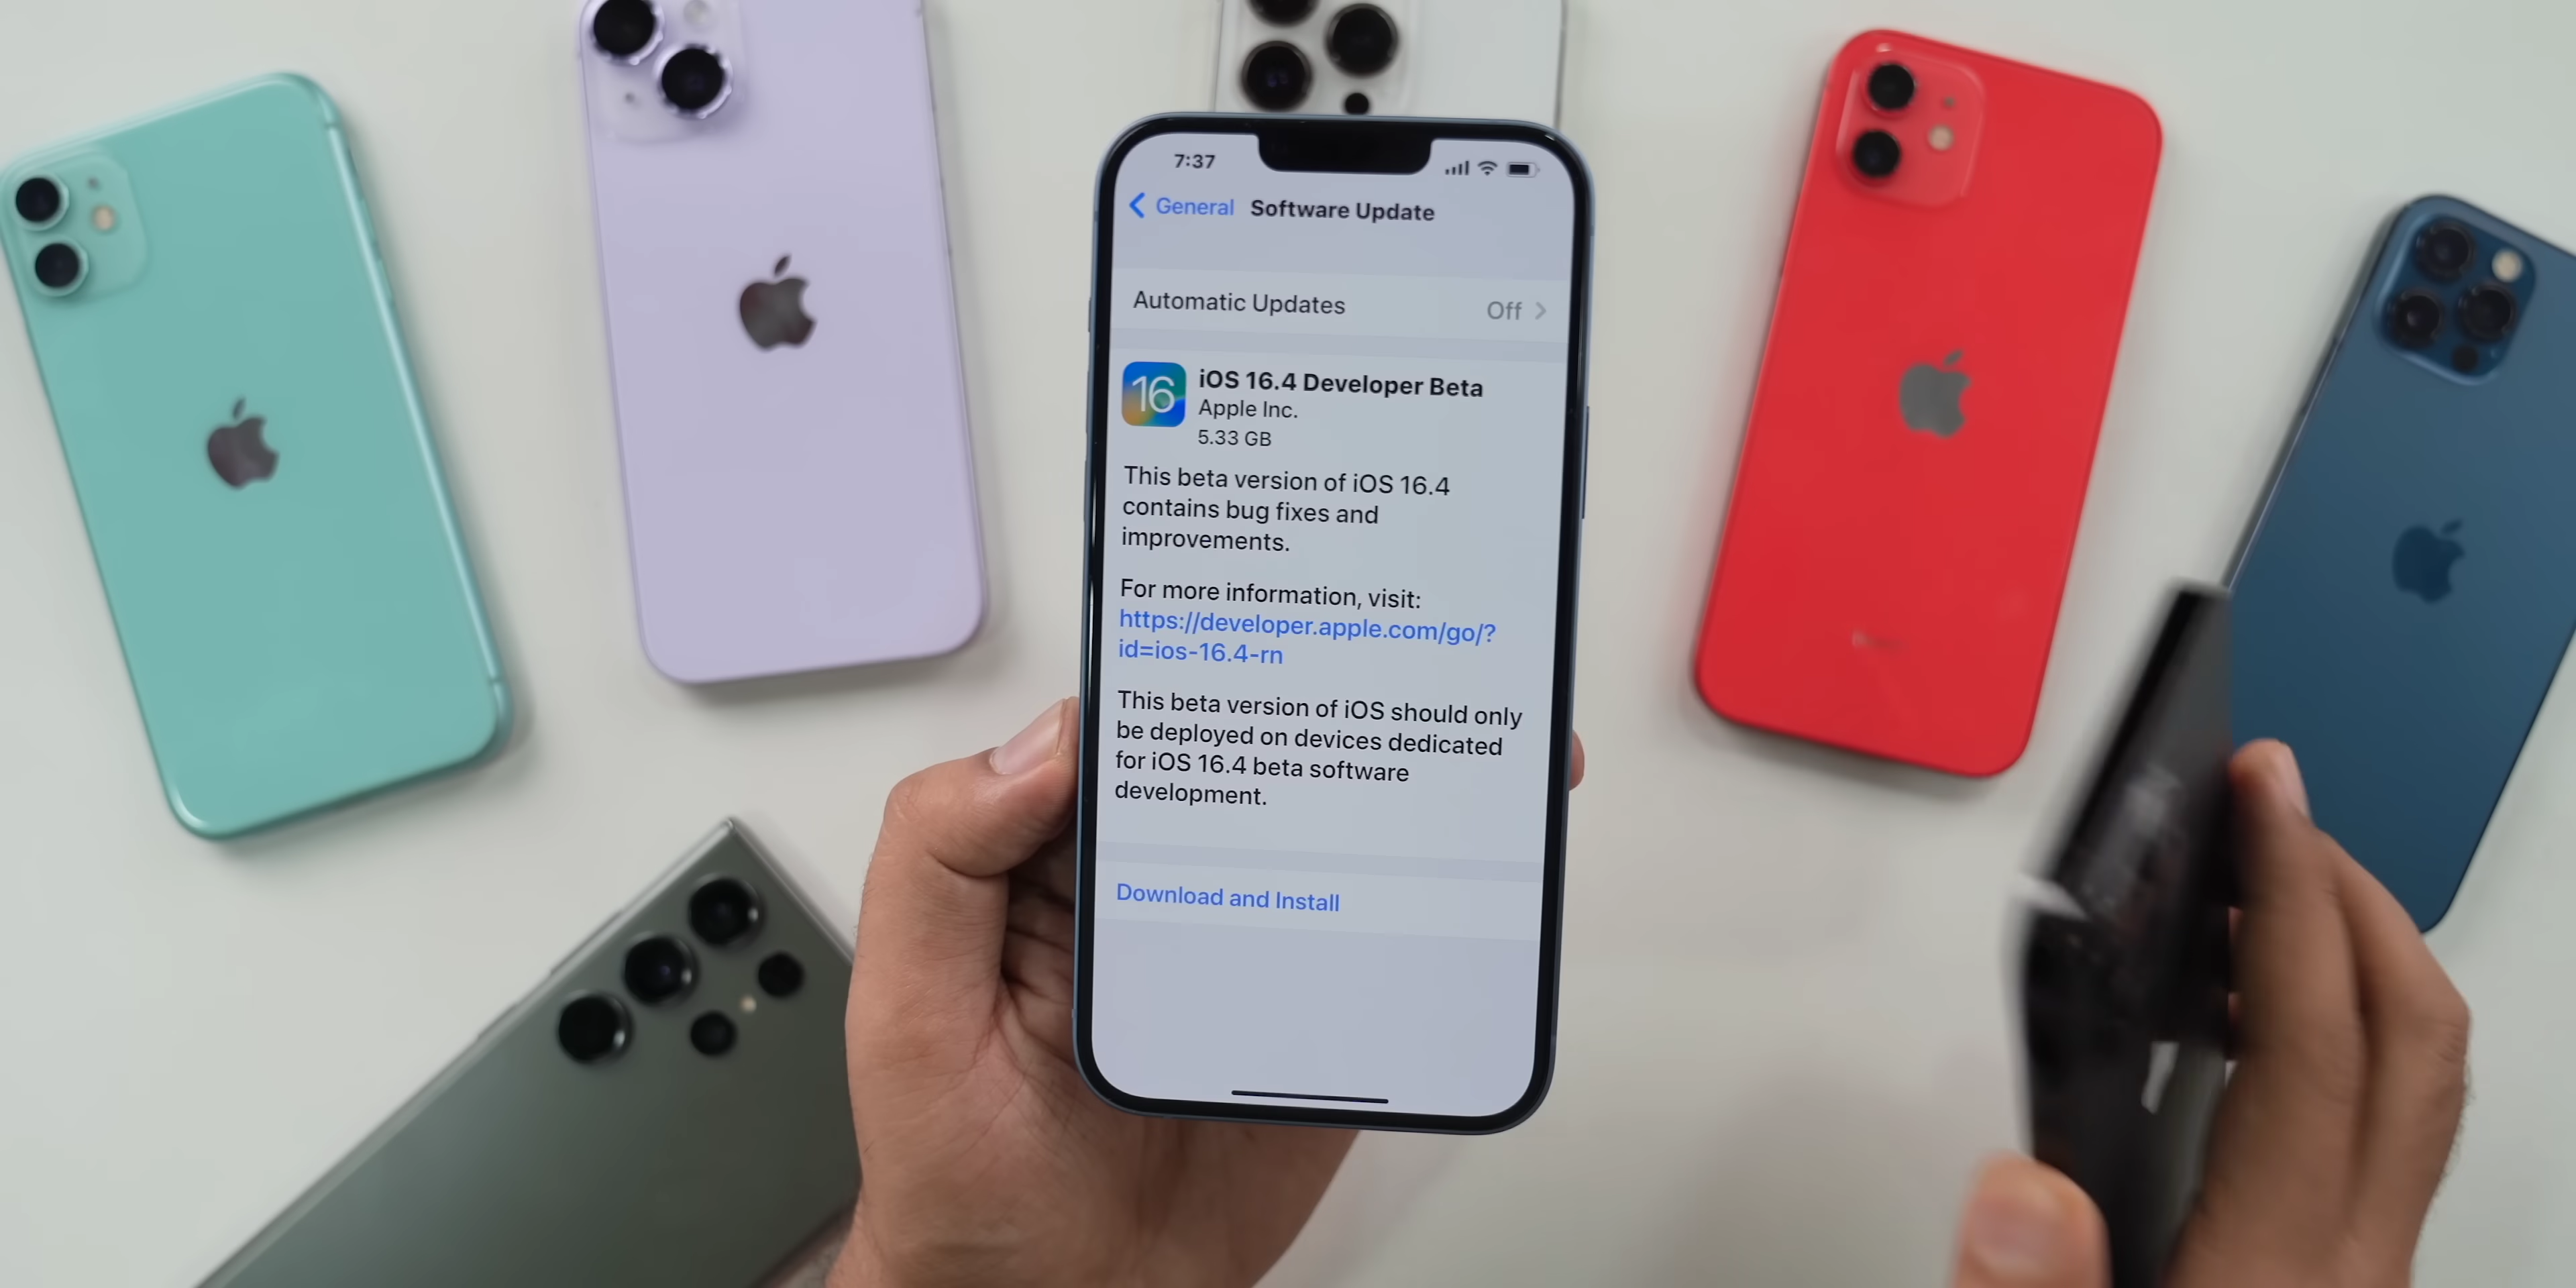 7:37
General Software Update
Automatic Updates Off
16 iOS 16.4 Developer Beta
Apple Inc.
5.33 GB
This beta version of iOS 16.4
contains bug fixes and
improvements.
For more information, visit:
https://developer.apple.com/go/?
id=ios-16.4-rn
This beta version of iOS should only
be deployed on devices dedicated
for iOS 16.4 beta software
development.
Download and Install